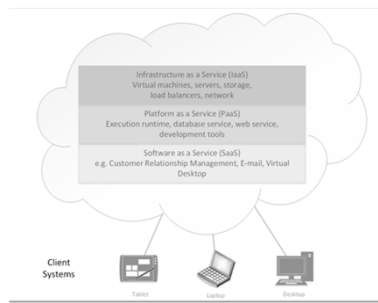 Infrastructure as a Service (IaaS)
Virtual machines, servers, storage,
load balancers, network
Platform as a Service (PaaS)
Execution runtime, database service, web service,
development tools
Software as a Service (SaaS)
e.g. Customer Relationship Management, E-mail, Virtual
Desktop
Client
Systems
Tablet
Laptop
Desktop